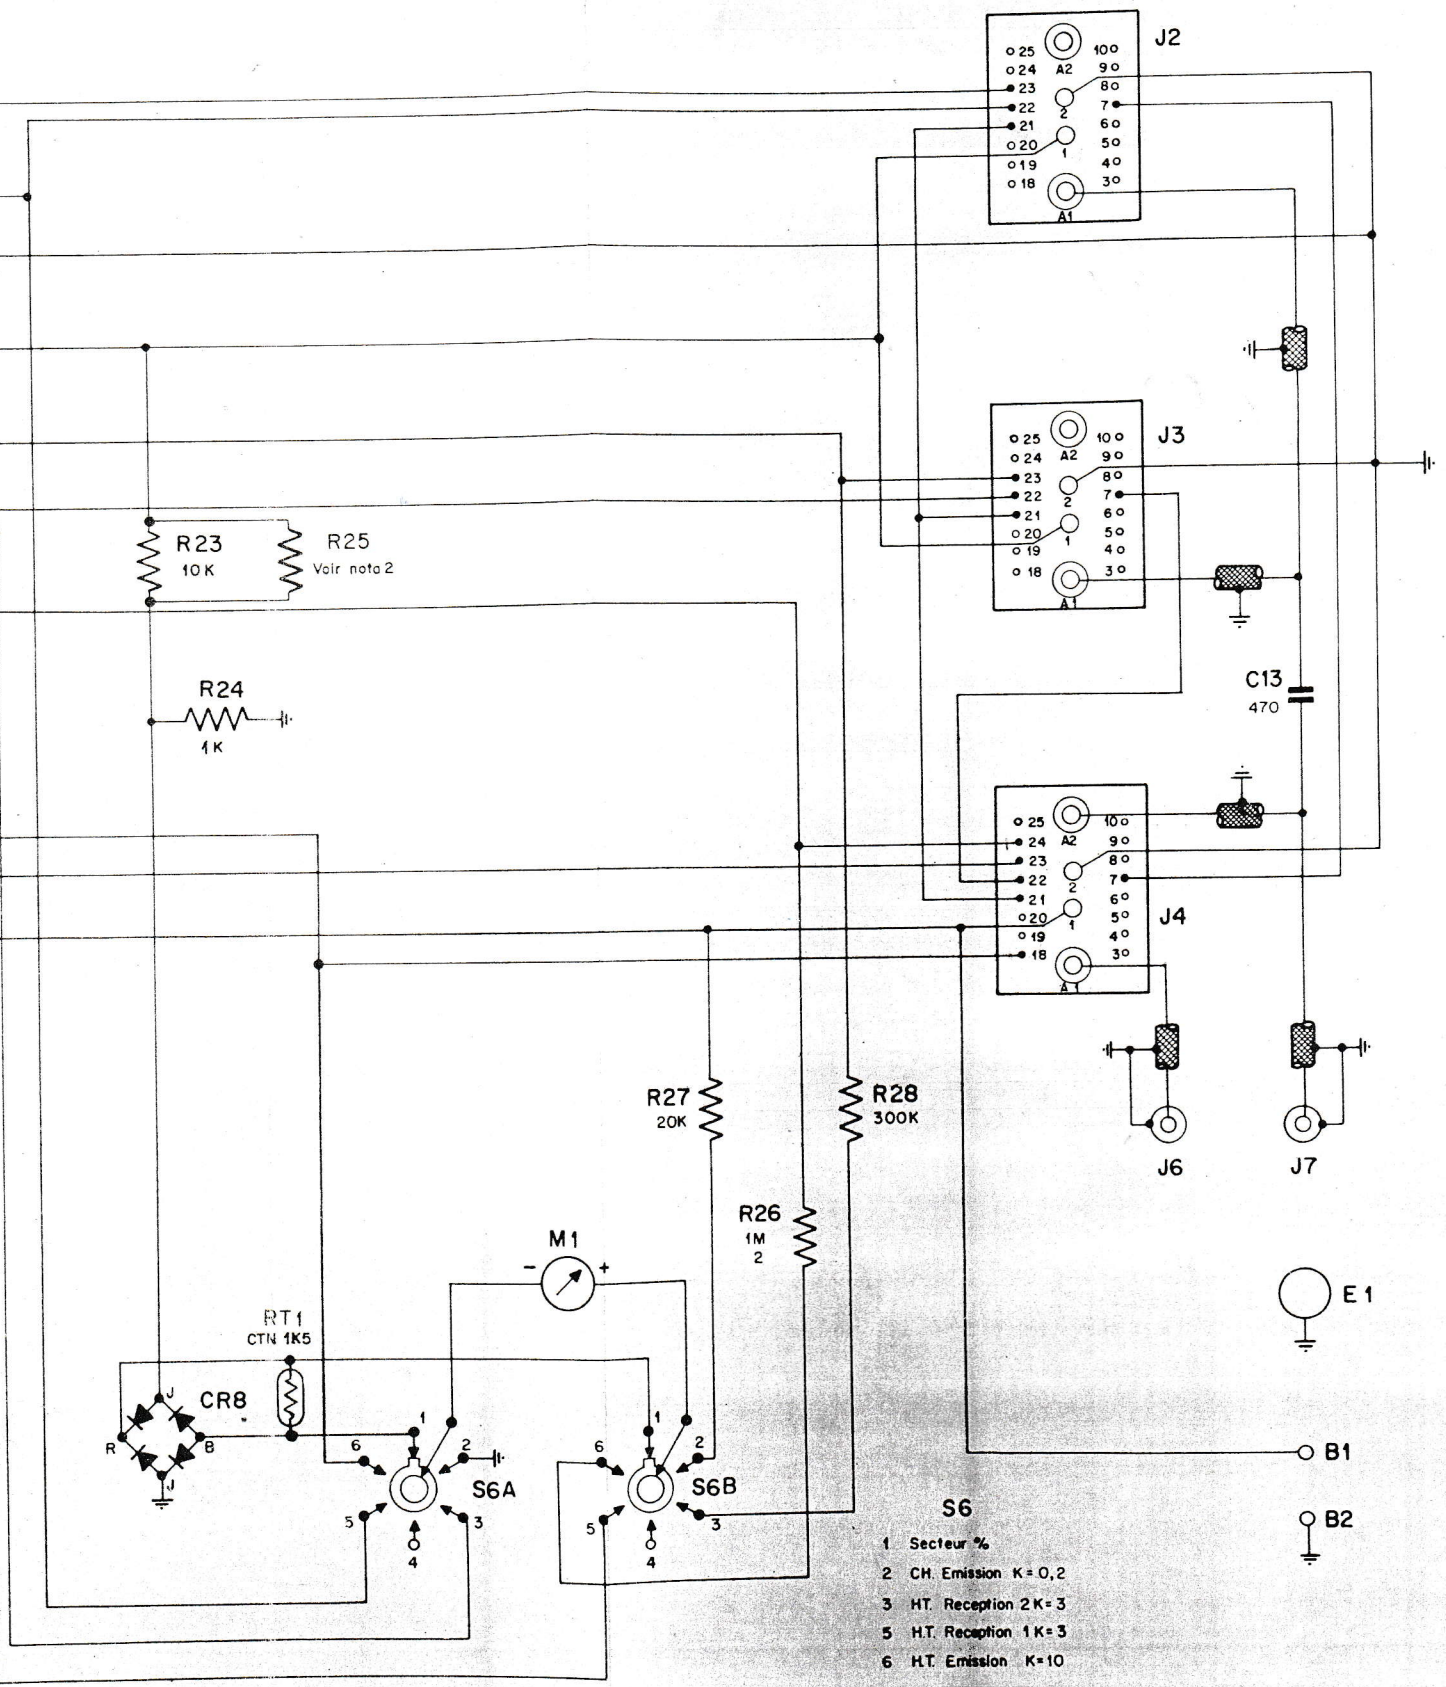 J2
25
24
23
22
21
20
19
18
A2
2
1
A1
10
9
8
7
6
5
4
3
J3
25
24
23
22
21
20
19
18
A2
2
1
A1
10
9
8
7
6
5
4
3
R23
10K
R25
Voir nota 2
R24
1K
C13
470
J4
25
24
23
22
21
20
19
18
A2
2
1
A1
10
9
8
7
6
5
4
3
R27
20K
R28
300K
J6
J7
R26
1M
2
M1
-
+
E1
RT1
CTN 1K5
CR8
J
R
B
J
1
2
3
4
5
6
S6A
1
2
3
4
5
6
S6B
B1
B2
S6
1 Secteur %
2 CH. Emission K=0,2
3 HT. Reception 2 K=3
5 H.T. Reception 1 K=3
6 H.T. Emission K=10